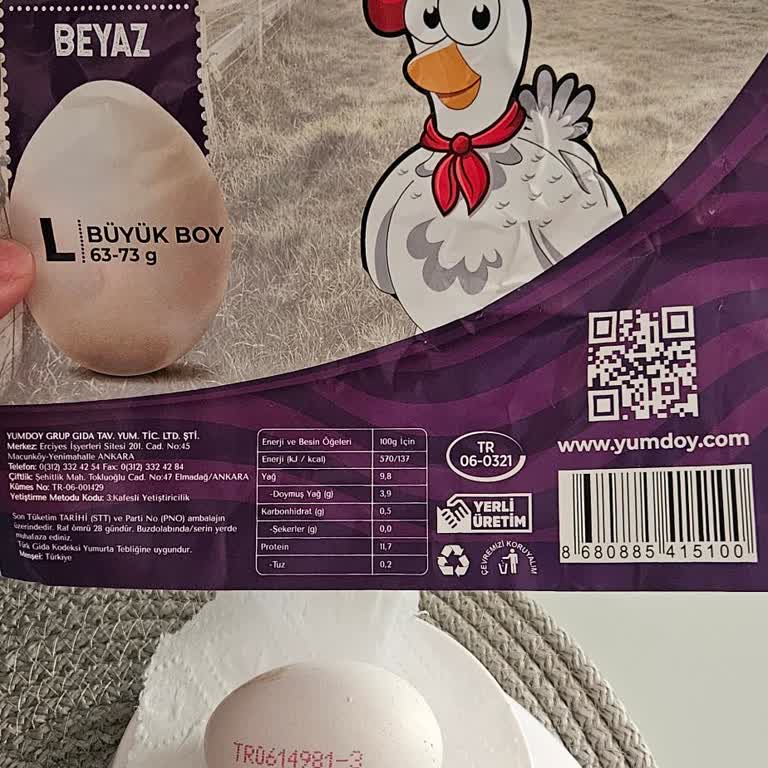 BEYAZ
L
BÜYÜK BOY
63-73 g
YUMDOY GRUP GIDA TAV. YUM. TİC. LTD. ŞTİ.
Merkez: Erciyes İşyerleri Sitesi 201. Cad. No:45
Macunköy-Yenimahalle ANKARA
Telefon: 0(312) 332 42 54 Fax: 0(312) 332 42 84
Çiftlik: Şehitlik Mah. Tokluoğlu Cad. No:47 Elmadağ/ANKARA
Kümes No: TR-06-001429
Yetiştirme Metodu Kodu: 3:Kafesli Yetiştiricilik
Son Tüketim TARİHİ (STT) ve Parti No (PNO) ambalajın
üzerindedir. Raf ömrü 28 gündür. Buzdolabında/serin yerde
muhafaza ediniz.
Türk Gıda Kodeksi Yumurta Tebliğine uygundur.
Menşei: Türkiye
Enerji ve Besin Öğeleri 100g İçin
Enerji (kJ / kcal) 570/137
Yağ 9,8
-Doymuş Yağ (g) 3,9
Karbonhidrat (g) 0,5
-Şekerler (g) 0,0
Protein 11,7
-Tuz 0,2
TR
06-0321
YERLİ
ÜRETİM
ÇEVREMİZİ KORUYALIM
www.yumdoy.com
8 680885 415100
TR0614981-3